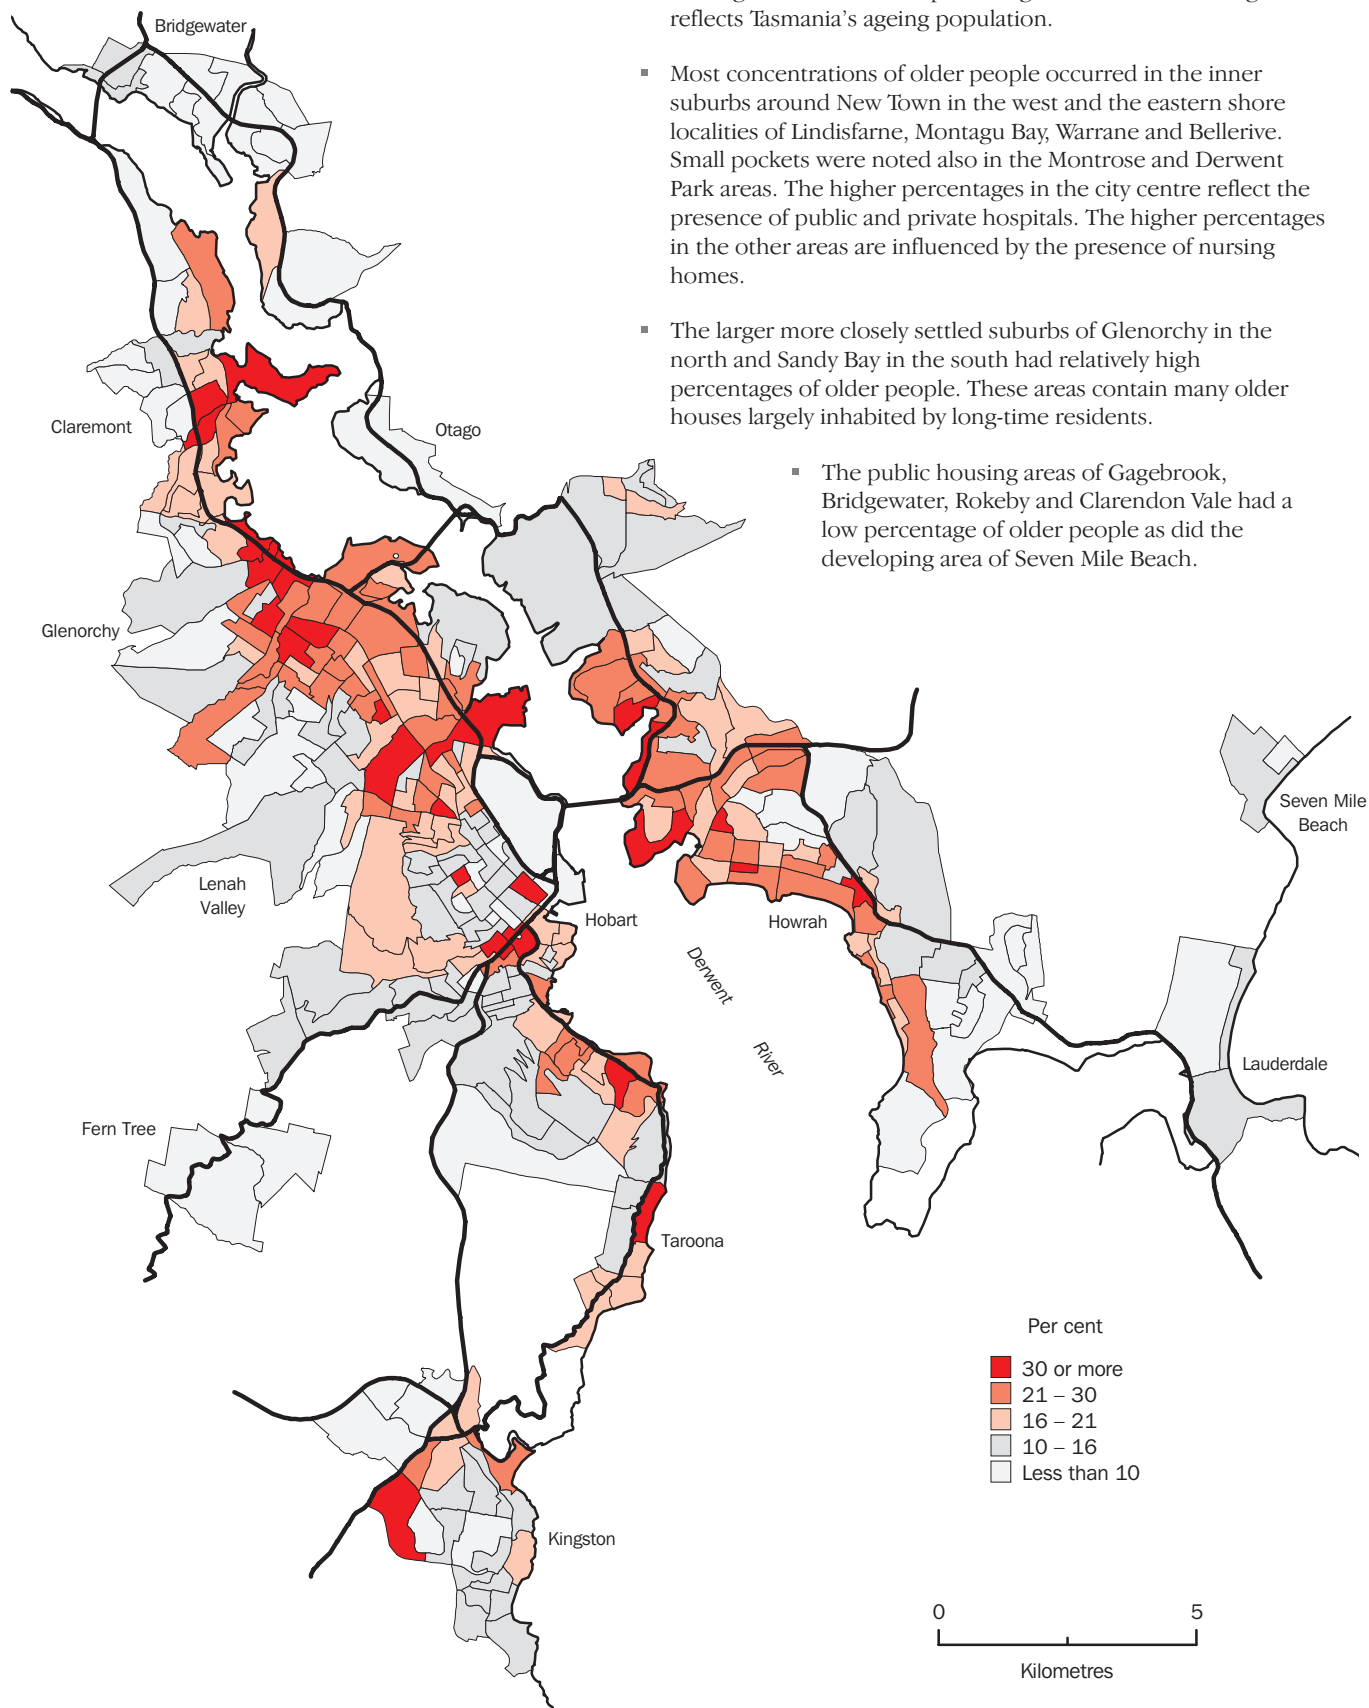 reflects Tasmania's ageing population.
▪ Most concentrations of older people occurred in the inner
suburbs around New Town in the west and the eastern shore
localities of Lindisfarne, Montagu Bay, Warrane and Bellerive.
Small pockets were noted also in the Montrose and Derwent
Park areas. The higher percentages in the city centre reflect the
presence of public and private hospitals. The higher percentages
in the other areas are influenced by the presence of nursing
homes.
▪ The larger more closely settled suburbs of Glenorchy in the
north and Sandy Bay in the south had relatively high
percentages of older people. These areas contain many older
houses largely inhabited by long-time residents.
▪ The public housing areas of Gagebrook,
Bridgewater, Rokeby and Clarendon Vale had a
low percentage of older people as did the
developing area of Seven Mile Beach.
Bridgewater
Claremont
Otago
Glenorchy
Seven Mile
Beach
Lenah
Valley
Hobart
Howrah
Derwent
River
Lauderdale
Fern Tree
Taroona
Kingston
Per cent
30 or more
21 – 30
16 – 21
10 – 16
Less than 10
0 5
Kilometres